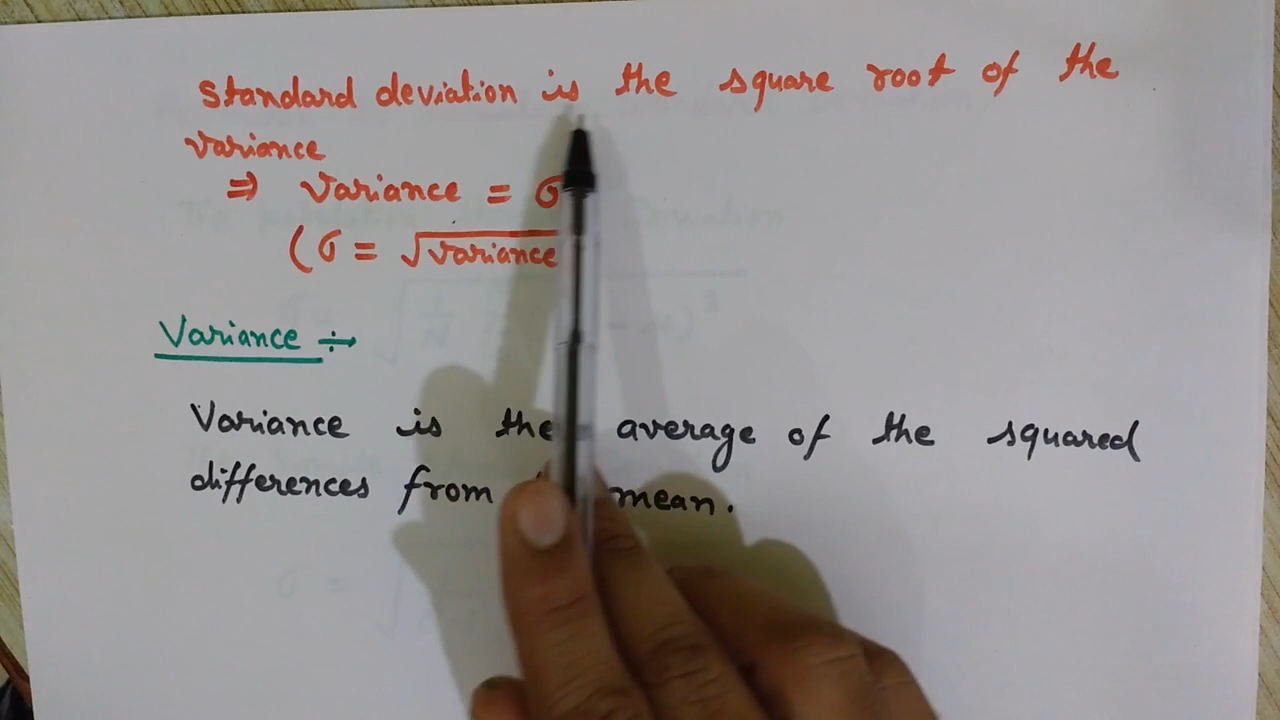 Standard deviation is the square root of the
variance
⇒ Variance = σ
(σ = √variance
Variance ÷→
Variance is the average of the squared
differences from mean.